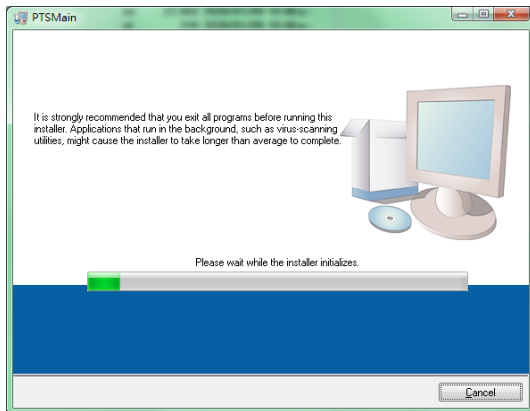 PTSMain
It is strongly recommended that you exit all programs before running this
installer. Applications that run in the background, such as virus-scanning
utilities, might cause the installer to take longer than average to complete.
Please wait while the installer initializes.
Cancel